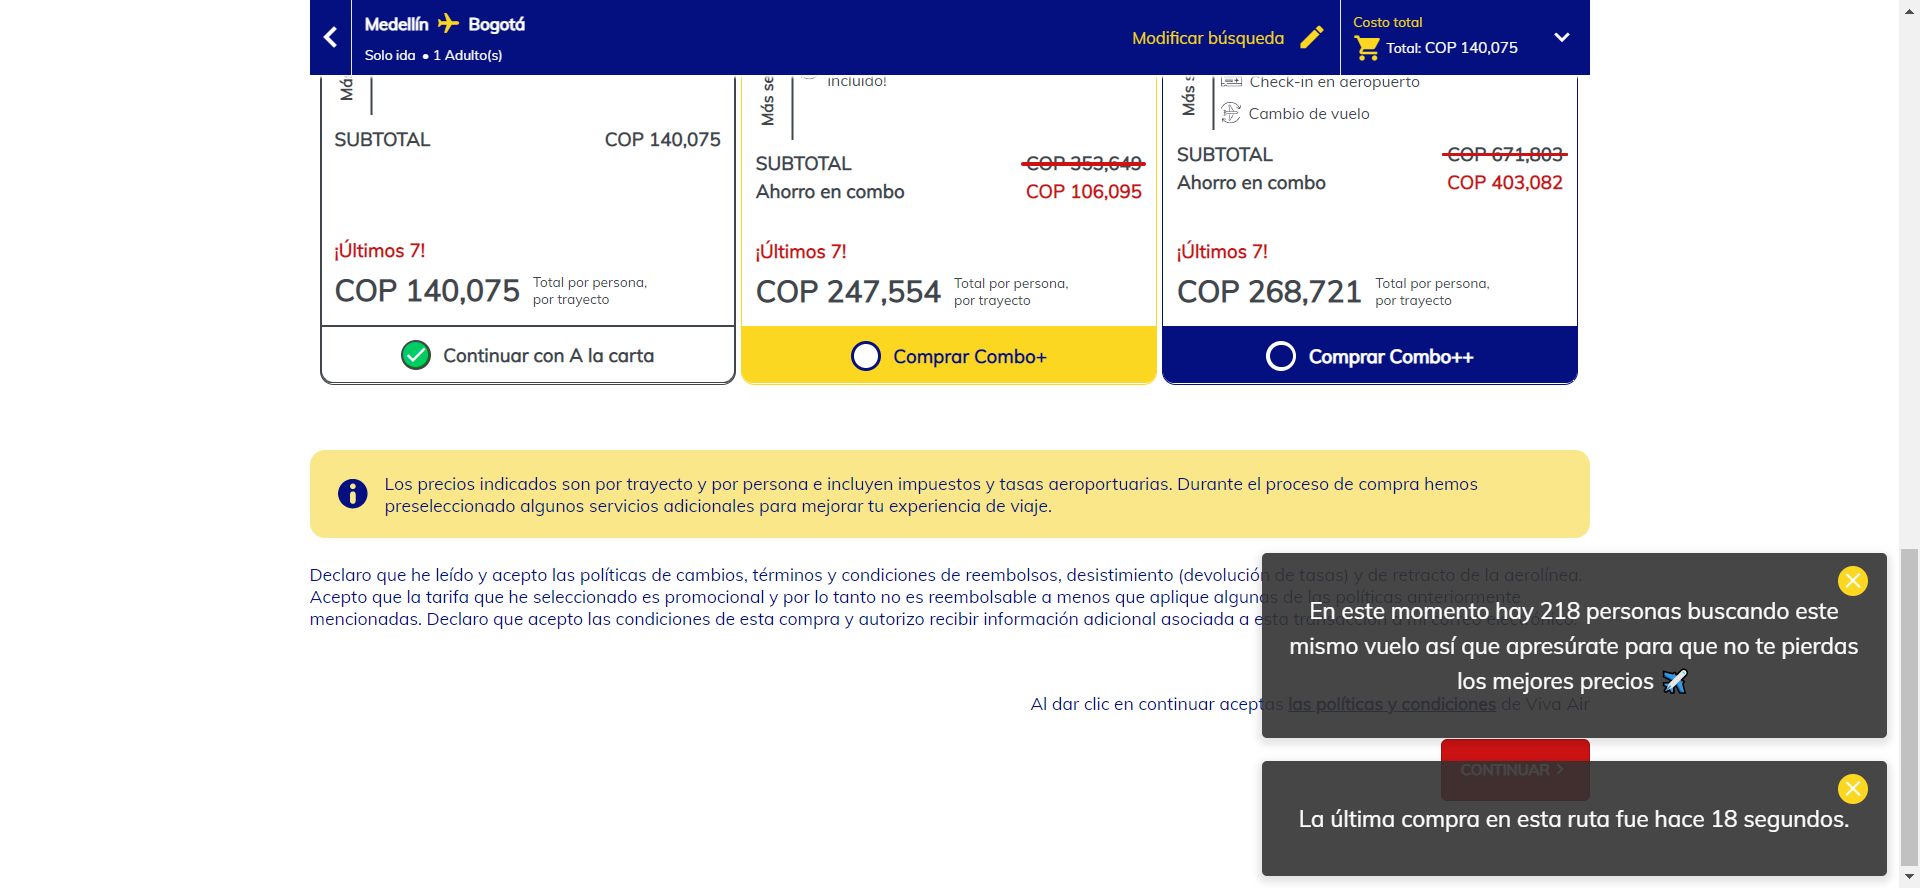 Medellín Bogotá
Solo ida • 1 Adulto(s)
Modificar búsqueda
Costo total
Total: COP 140,075
Má
SUBTOTAL COP 140,075
¡Últimos 7!
COP 140,075 Total por persona,
por trayecto
Continuar con A la carta
Más se
incluido!
SUBTOTAL COP 353,649
Ahorro en combo COP 106,095
¡Últimos 7!
COP 247,554 Total por persona,
por trayecto
Comprar Combo+
Más s
Check-in en aeropuerto
Cambio de vuelo
SUBTOTAL COP 671,803
Ahorro en combo COP 403,082
¡Últimos 7!
COP 268,721 Total por persona,
por trayecto
Comprar Combo++
Los precios indicados son por trayecto y por persona e incluyen impuestos y tasas aeroportuarias. Durante el proceso de compra hemos
preseleccionado algunos servicios adicionales para mejorar tu experiencia de viaje.
Declaro que he leído y acepto las políticas de cambios, términos y condiciones de reembolsos, desistimiento (devolución de tasas) y de retracto de la aerolínea.
Acepto que la tarifa que he seleccionado es promocional y por lo tanto no es reembolsable a menos que aplique algunas de las políticas anteriormente
mencionadas. Declaro que acepto las condiciones de esta compra y autorizo recibir información adicional asociada a esta transacción a mi correo electrónico.
Al dar clic en continuar aceptas las políticas y condiciones de Viva Air
CONTINUAR >
En este momento hay 218 personas buscando este
mismo vuelo así que apresúrate para que no te pierdas
los mejores precios
La última compra en esta ruta fue hace 18 segundos.